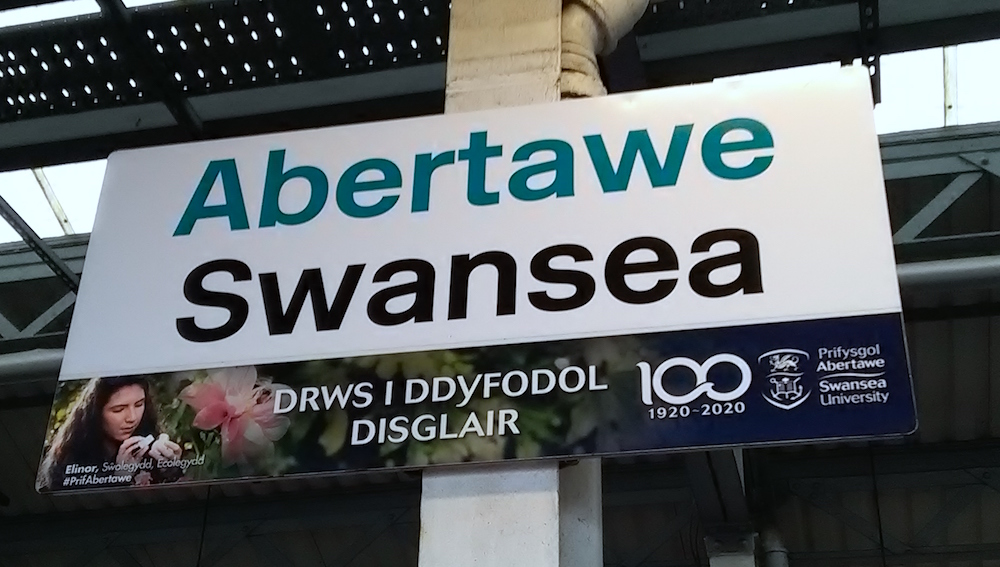 Abertawe
Swansea
DRWS I DDYFODOL
DISGLAIR
100
1920~2020
Prifysgol
Abertawe
Swansea
University
Elinor, Swolegydd, Ecolegydd
#PrifAbertawe